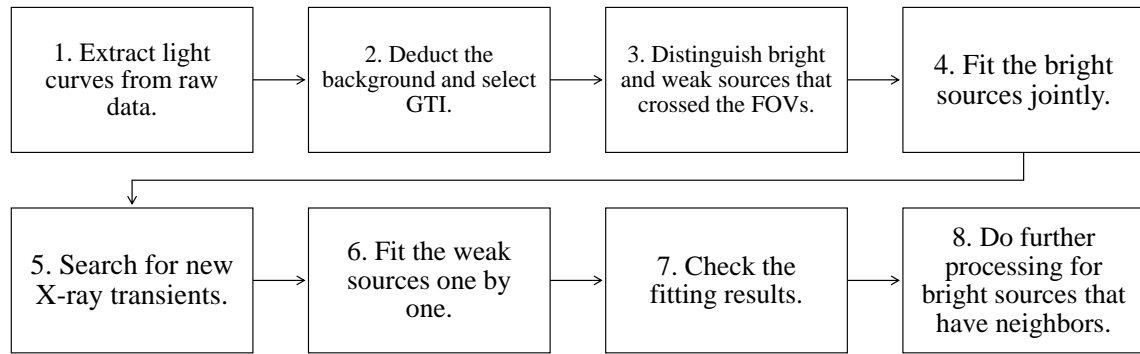 1. Extract light
curves from raw
data.
2. Deduct the
background and select
GTI.
3. Distinguish bright
and weak sources that
crossed the FOVs.
4. Fit the bright
sources jointly.
5. Search for new
X-ray transients.
6. Fit the weak
sources one by
one.
7. Check the
fitting results.
8. Do further
processing for
bright sources that
have neighbors.